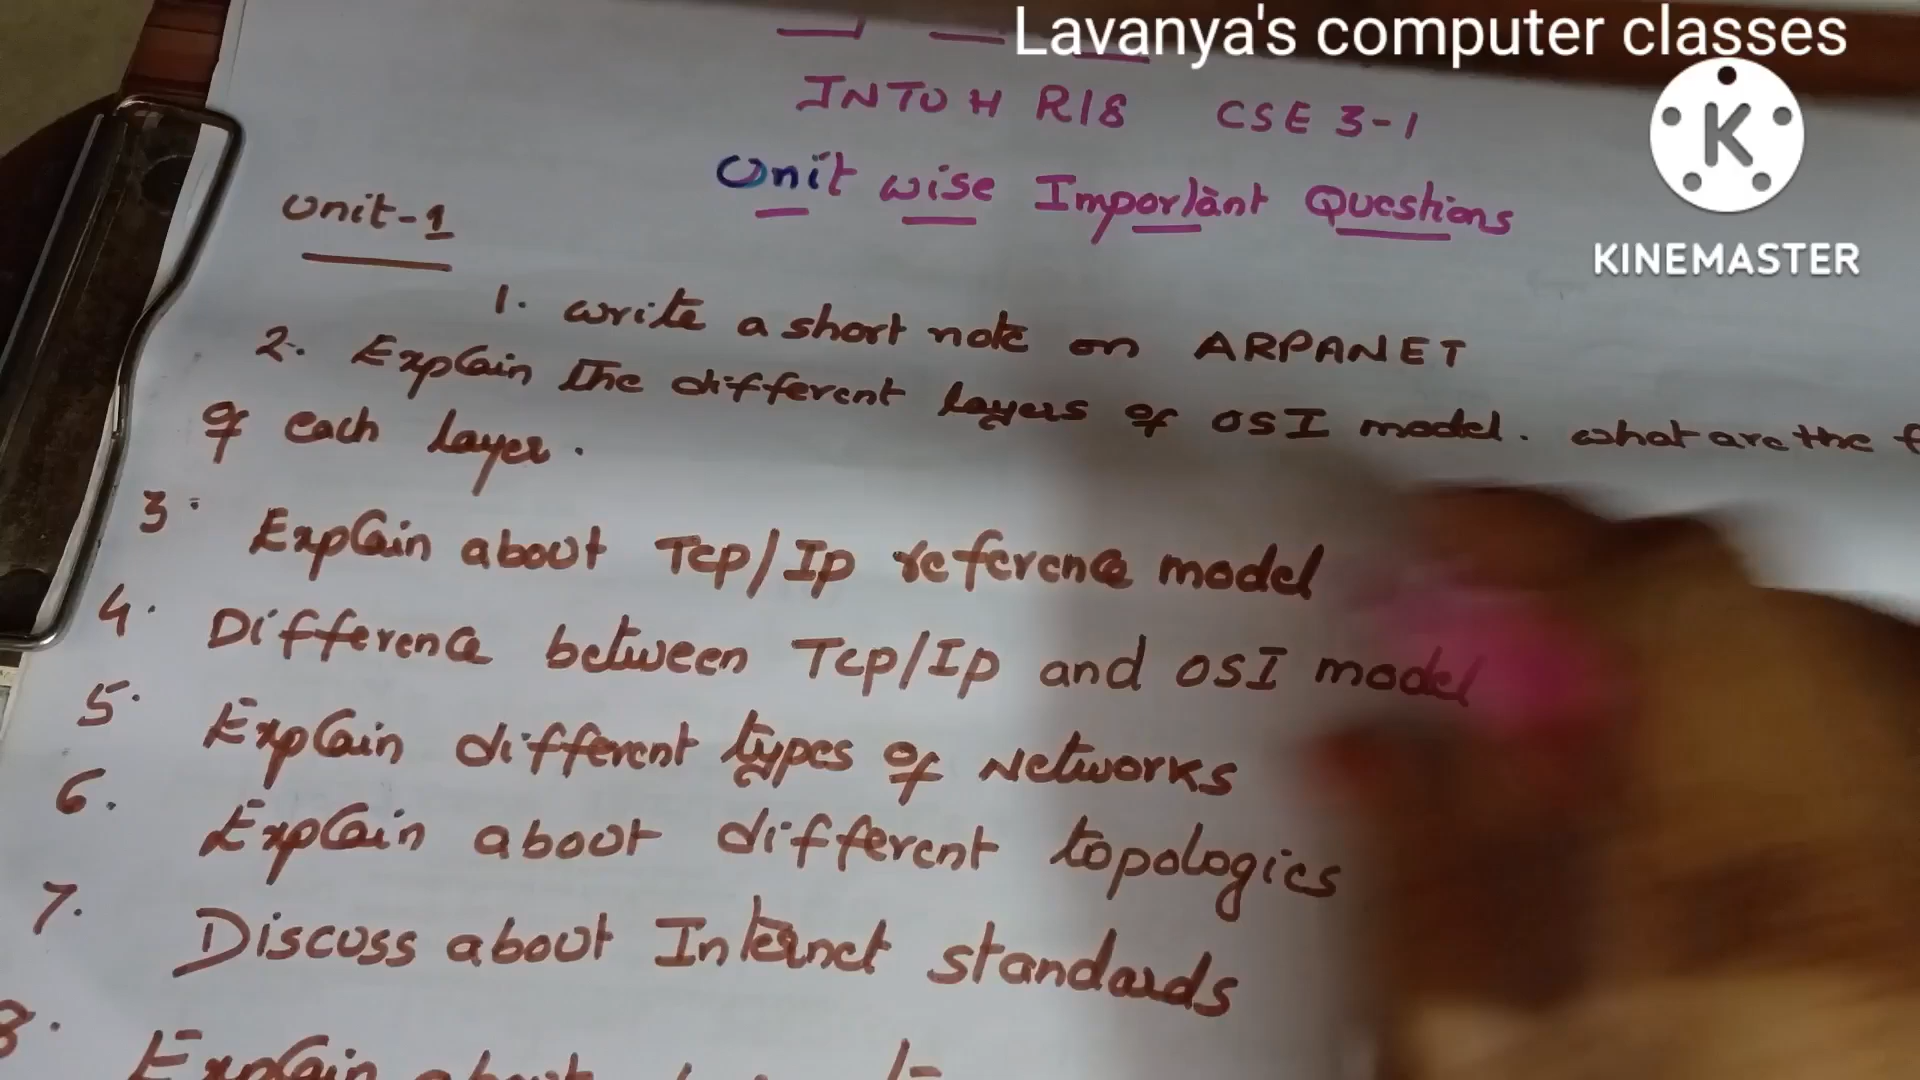 Lavanya's computer classes
JNTUH R18 CSE 3-1
Unit wise Important Questions
KINEMASTER
Unit-1
1. write a short note on ARPANET
2. Explain the different layers of OSI model. what are the
of each layer.
3. Explain about Tcp/Ip reference model
4. Difference between Tcp/Ip and OSI model
5. Explain different types of Networks
6. Explain about different topologies
7. Discuss about Internet standards
8. Explain about